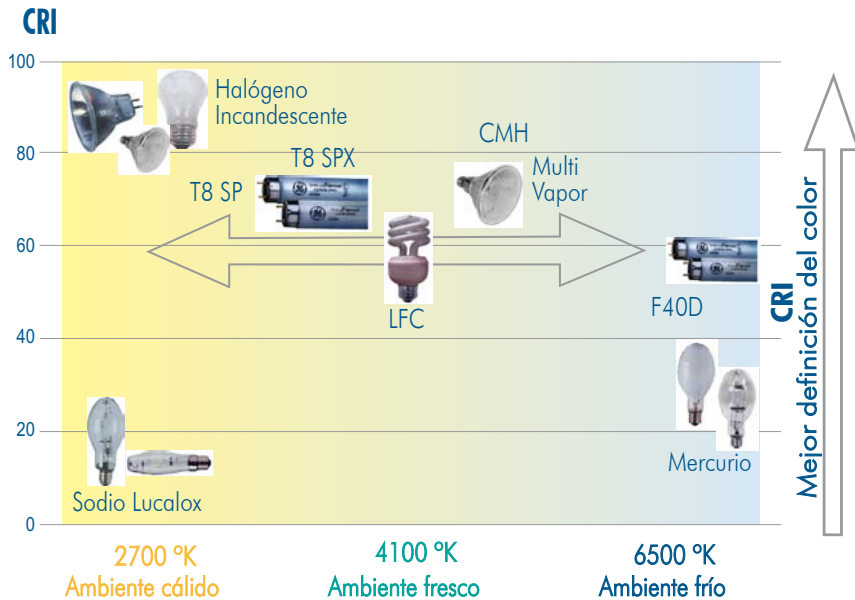 CRI
100
80
60
40
20
0
Halógeno
Incandescente
CMH
T8 SPX
Multi
Vapor
T8 SP
LFC
F40D
Mercurio
Sodio Lucalox
CRI
Mejor definición del color
2700 ºK
Ambiente cálido
4100 ºK
Ambiente fresco
6500 ºK
Ambiente frío